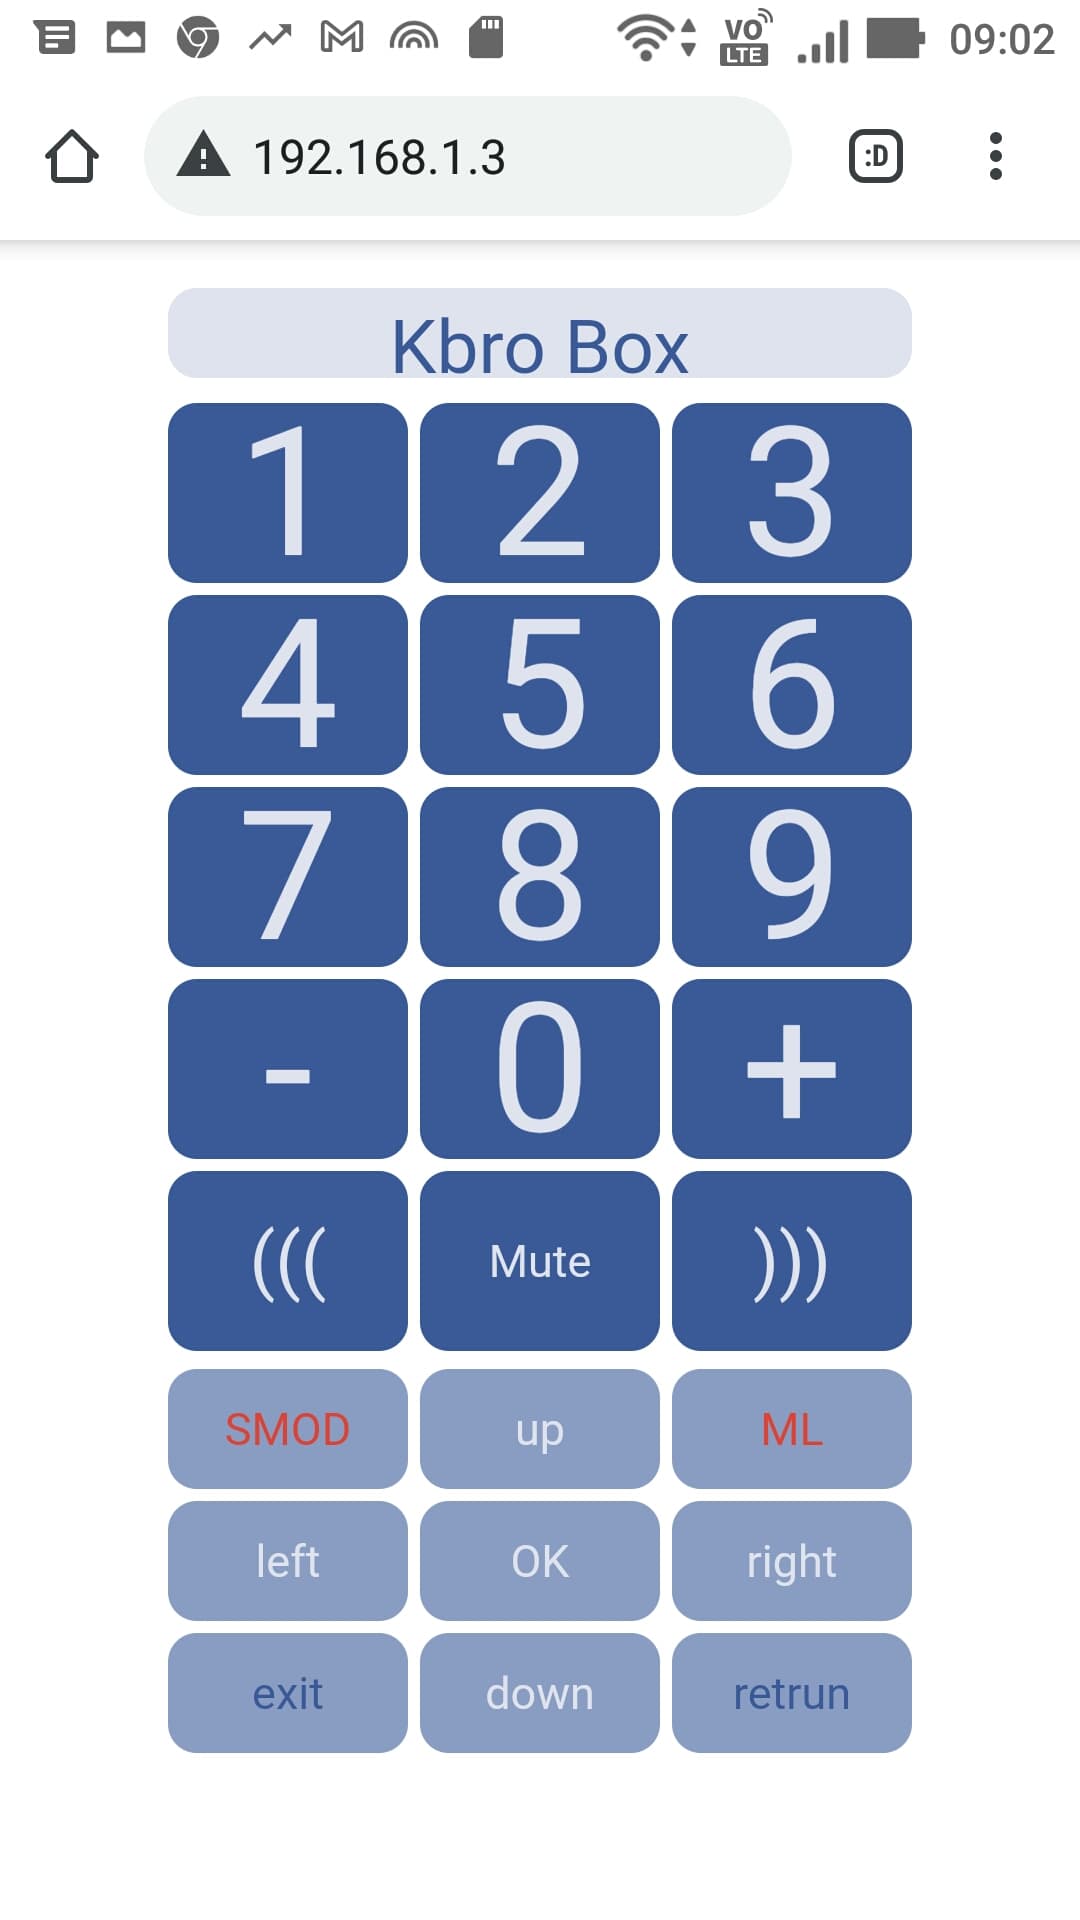 VO LTE 09:02
192.168.1.3 :D
Kbro Box
1 2 3
4 5 6
7 8 9
- 0 +
((( Mute )))
SMOD up ML
left OK right
exit down retrun